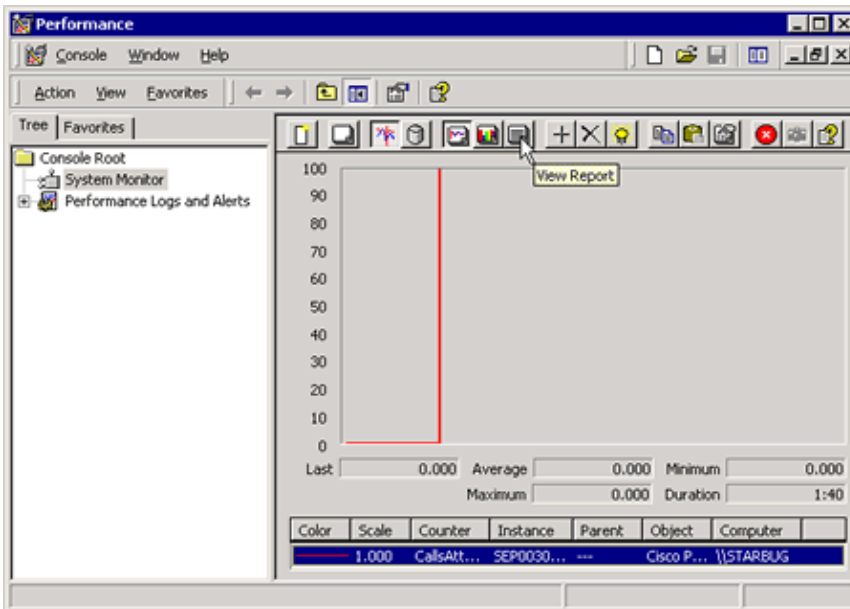 Performance
Console Window Help
Action View Favorites
Tree Favorites
Console Root
System Monitor
Performance Logs and Alerts
View Report
100
90
80
70
60
50
40
30
20
10
0
Last 0.000 Average 0.000 Minimum 0.000
Maximum 0.000 Duration 1:40
Color Scale Counter Instance Parent Object Computer
1.000 CallsAtt... SEP0030... --- Cisco P... \\STARBUG